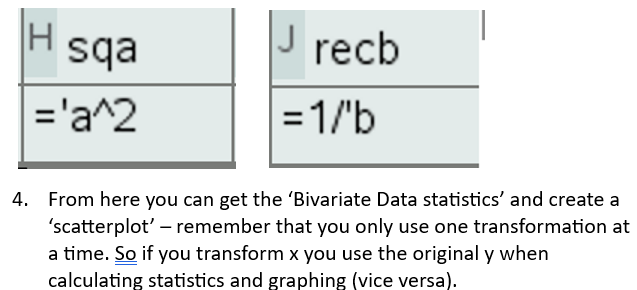 H sqa
J recb
='a^2
=1/'b
4. From here you can get the ‘Bivariate Data statistics’ and create a
‘scatterplot’ – remember that you only use one transformation at
a time. So if you transform x you use the original y when
calculating statistics and graphing (vice versa).